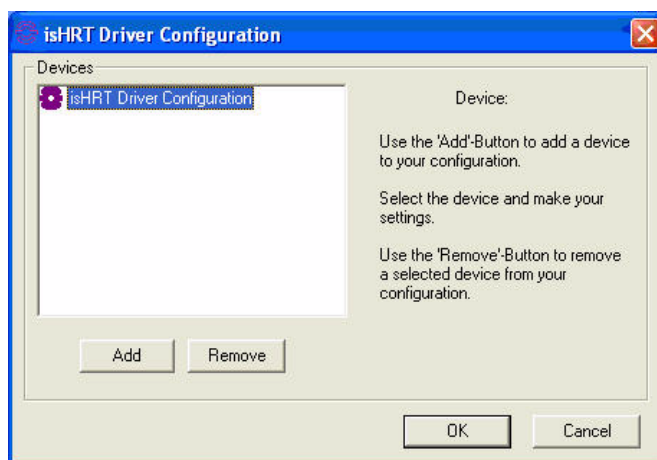 isHRT Driver Configuration
Devices
isHRT Driver Configuration
Device:
Use the 'Add'-Button to add a device
to your configuration.
Select the device and make your
settings.
Use the 'Remove'-Button to remove
a selected device from your
configuration.
Add
Remove
OK
Cancel